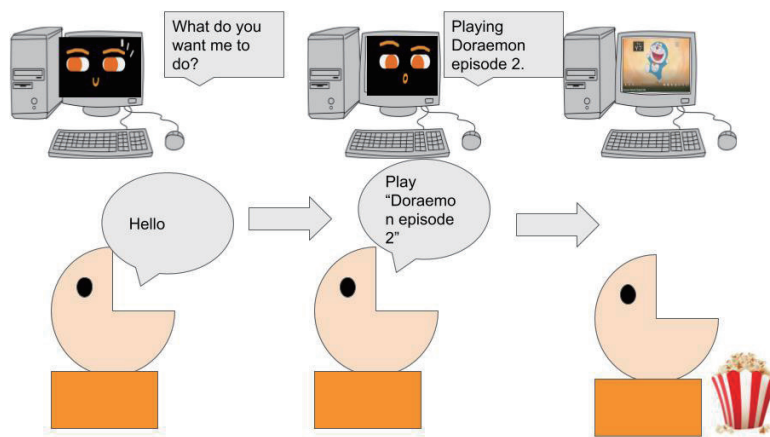 What do you
want me to
do?
Hello
Playing
Doraemon
episode 2.
Play
“Doraemo
n episode
2”